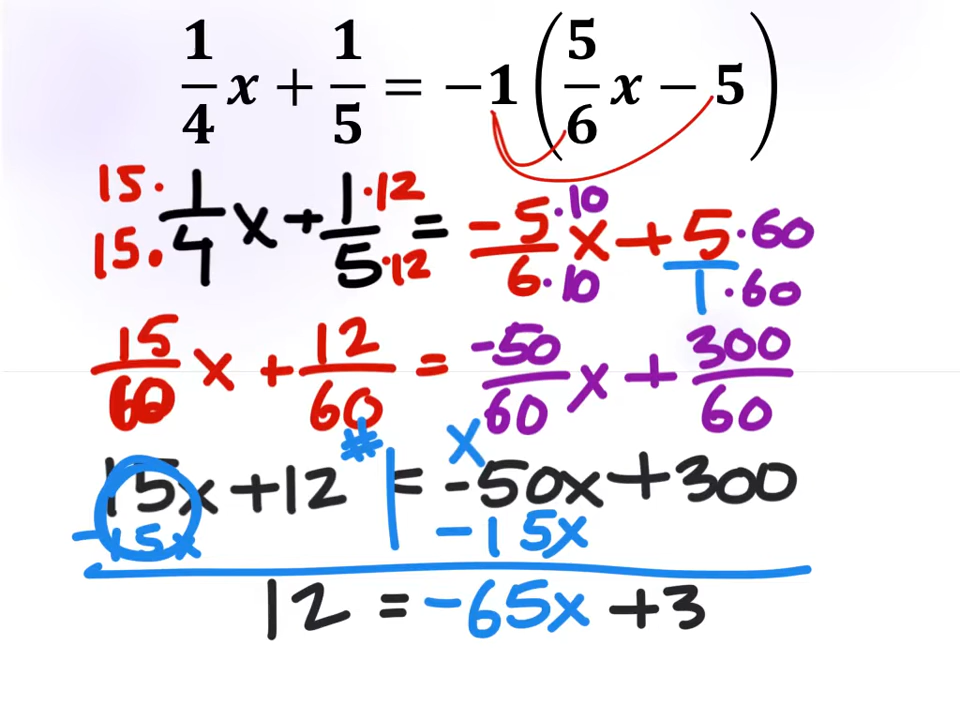 1/4 x + 1/5 = −1(5/6 x − 5)
15· 1/4 x + 1·12/5·12 = −5·10/6·10 x + 5·60/1·60
15·
15/60 x + 12/60 = -50/60 x + 300/60
# x
15x + 12 = -50x + 300
-15x -15x
12 = -65x + 3